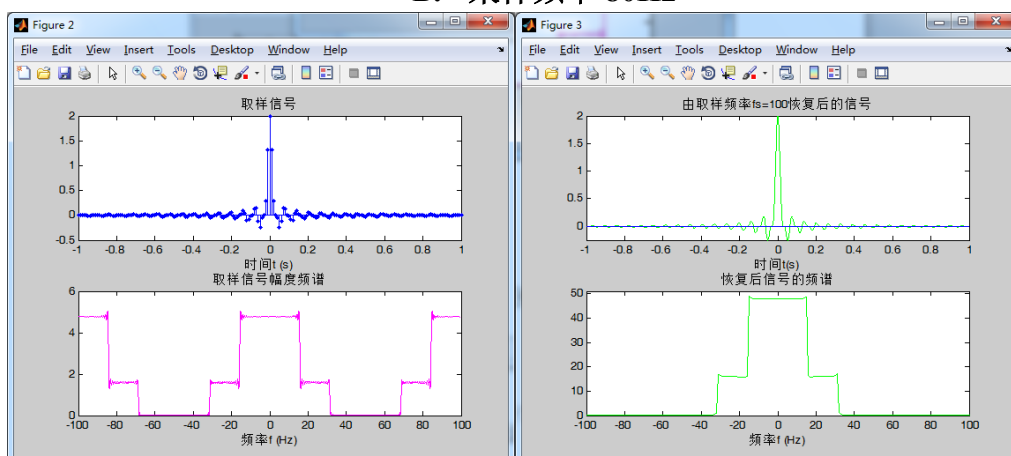 Figure 2
File Edit View Insert Tools Desktop Window Help
取样信号
2
1.5
1
0.5
0
-0.5
-1 -0.8 -0.6 -0.4 -0.2 0 0.2 0.4 0.6 0.8 1
时间t (s)
取样信号幅度频谱
6
4
2
0
-100 -80 -60 -40 -20 0 20 40 60 80 100
频率f (Hz)
Figure 3
File Edit View Insert Tools Desktop Window Help
由取样频率fs=100恢复后的信号
2
1.5
1
0.5
0
-1 -0.8 -0.6 -0.4 -0.2 0 0.2 0.4 0.6 0.8 1
时间t(s)
恢复后信号的频谱
50
40
30
20
10
0
-100 -80 -60 -40 -20 0 20 40 60 80 100
频率f (Hz)